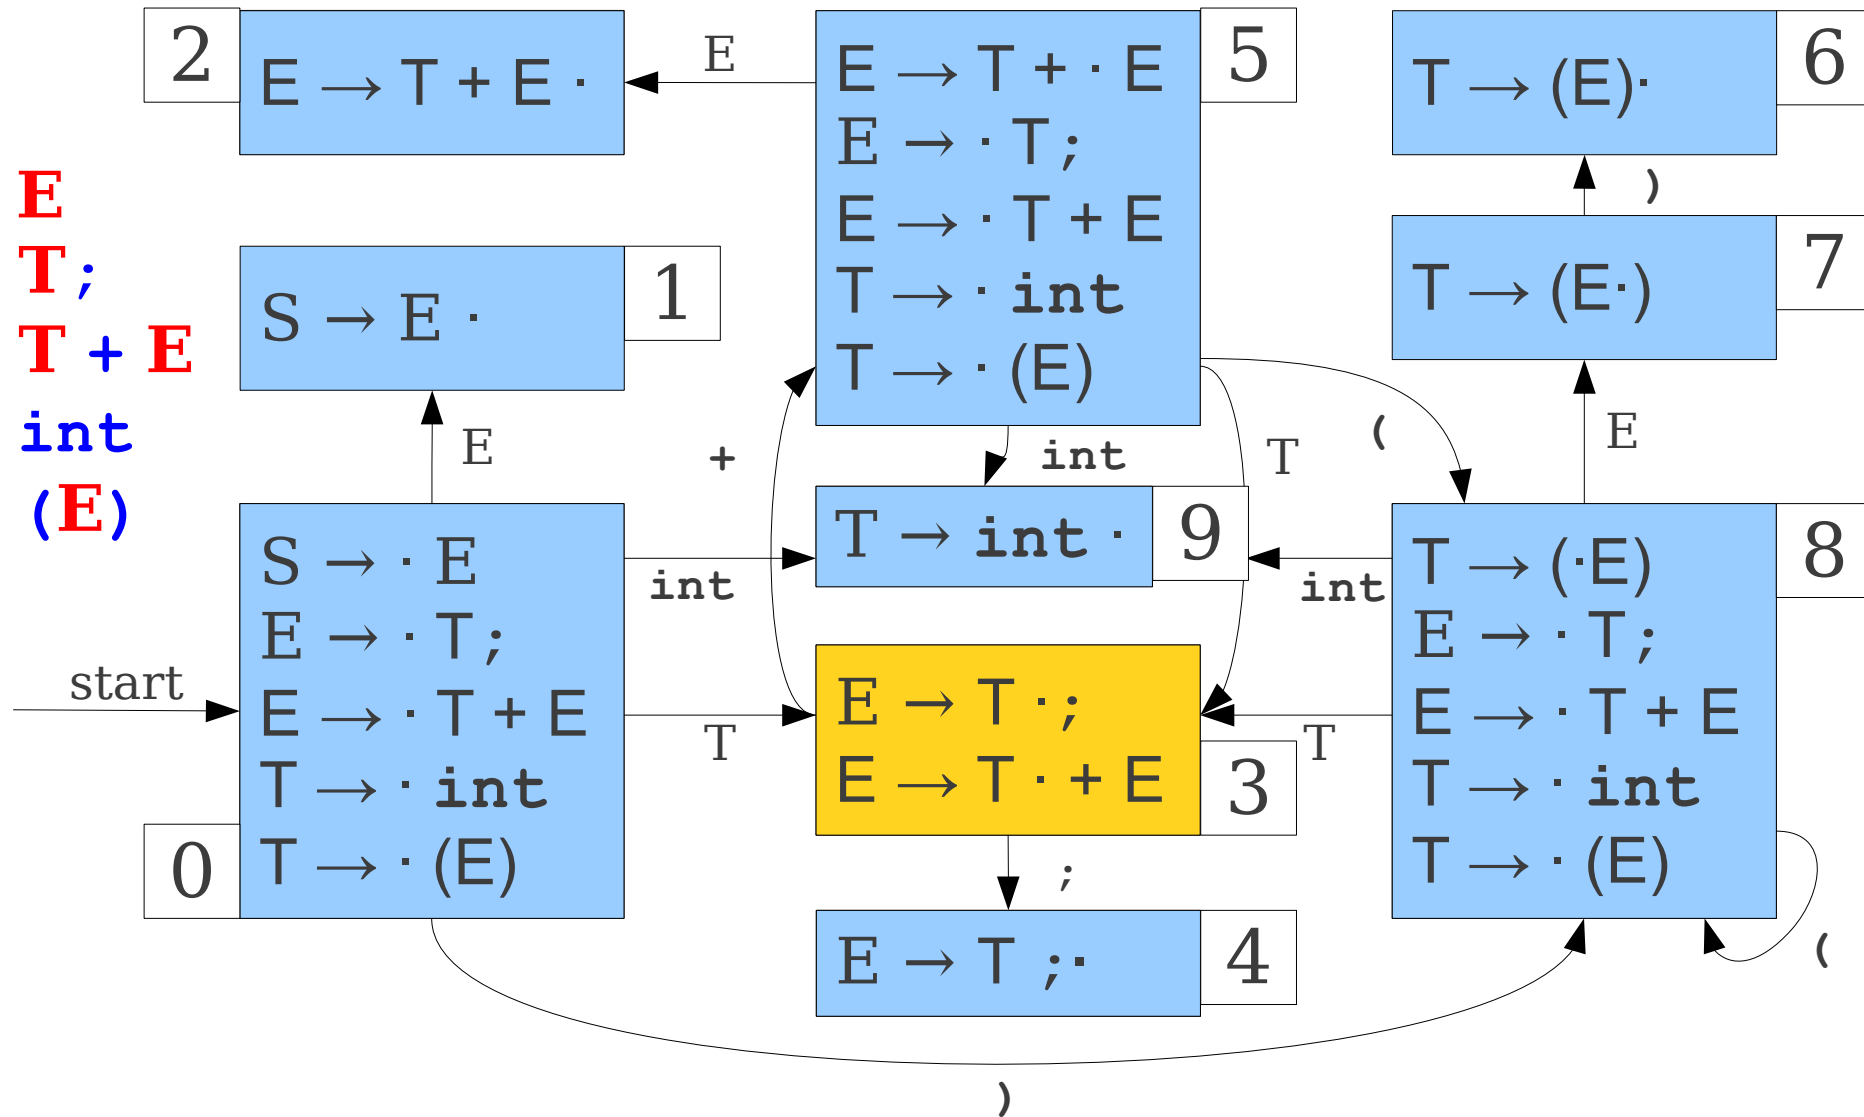 E
T ;
T + E
int
(E)
start
2
E → T + E ·
E
5
E → T + · E
E → · T ;
E → · T + E
T → · int
T → · (E)
6
T → (E)·
)
7
T → (E·)
1
S → E ·
E
+
int
T
(
E
9
T → int ·
int
int
0
S → · E
E → · T ;
E → · T + E
T → · int
T → · (E)
T
3
E → T · ;
E → T · + E
T
8
T → (·E)
E → · T ;
E → · T + E
T → · int
T → · (E)
;
4
E → T ; ·
(
)